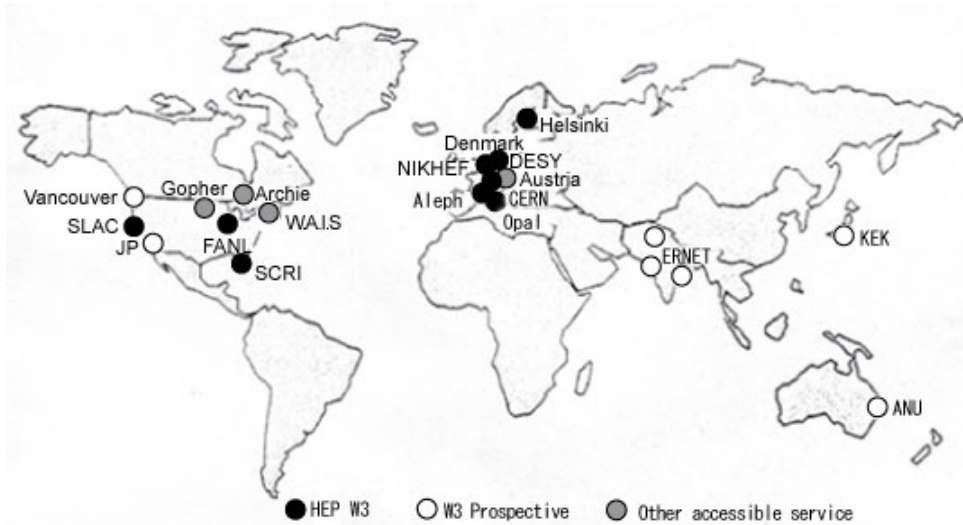 Helsinki
Denmark
NIKHEF
DESY
Austria
Aleph
CERN
Opal
Vancouver
Gopher
Archie
SLAC
W.A.I.S
JP
FANL
SCRI
ERNET
KEK
ANU
HEP W3
W3 Prospective
Other accessible service